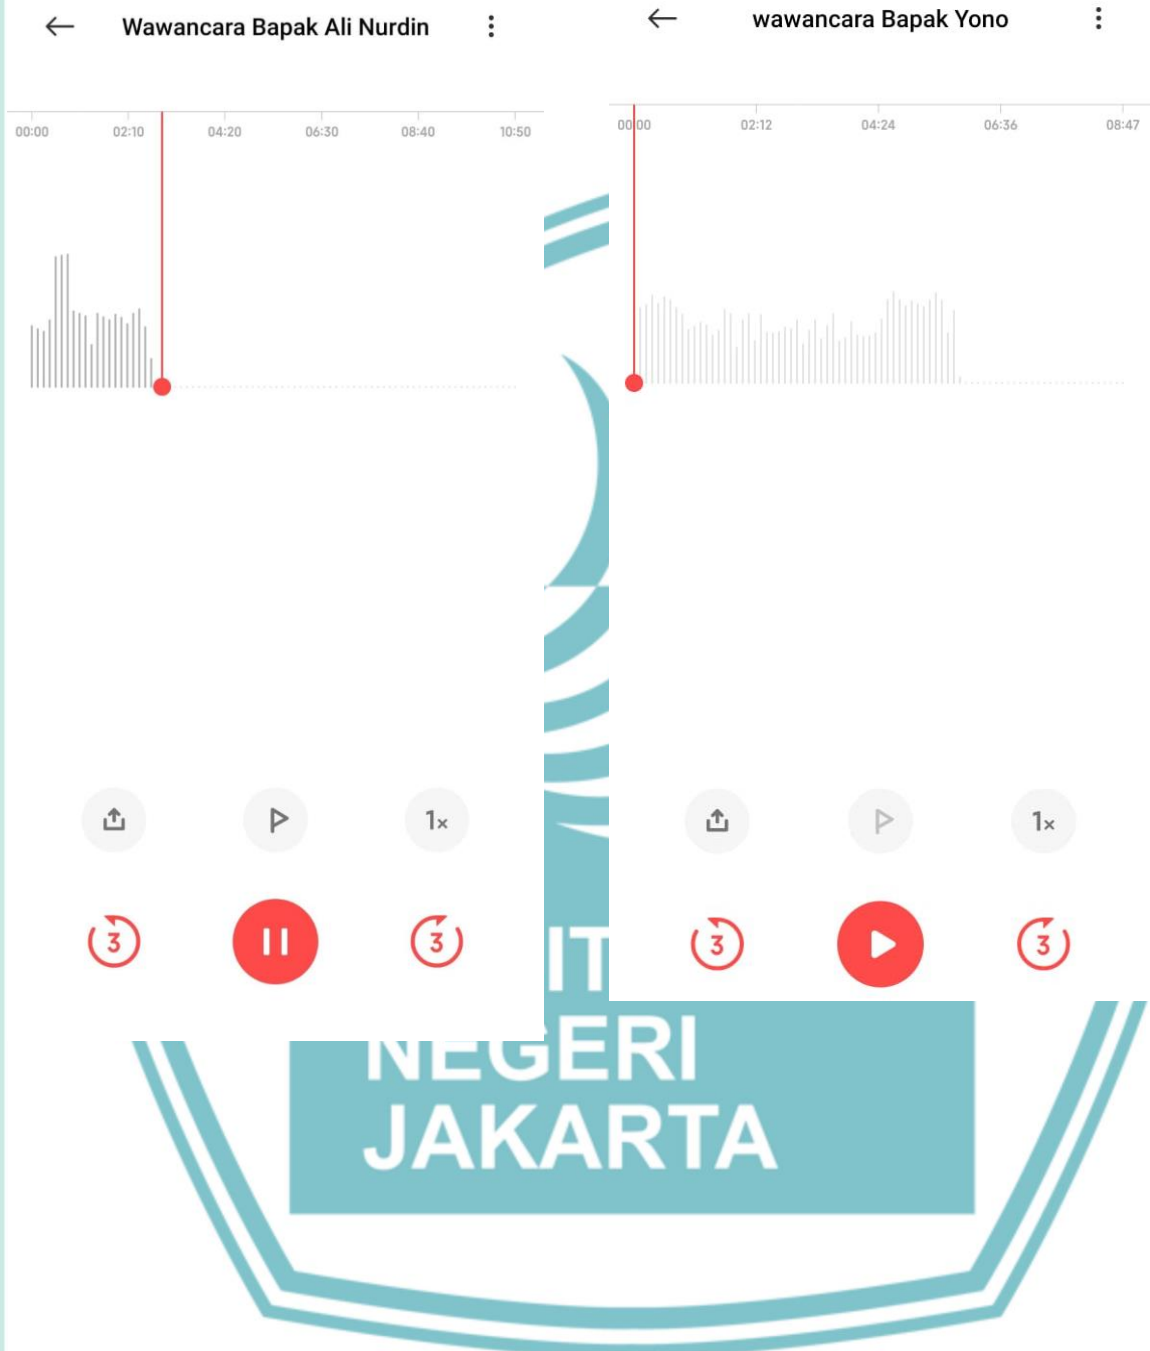 Wawancara Bapak Ali Nurdin
00:00 02:10 04:20 06:30 08:40 10:50
1x
3 3
wawancara Bapak Yono
00:00 02:12 04:24 06:36 08:47
1x
3 3
NEGERI
JAKARTA